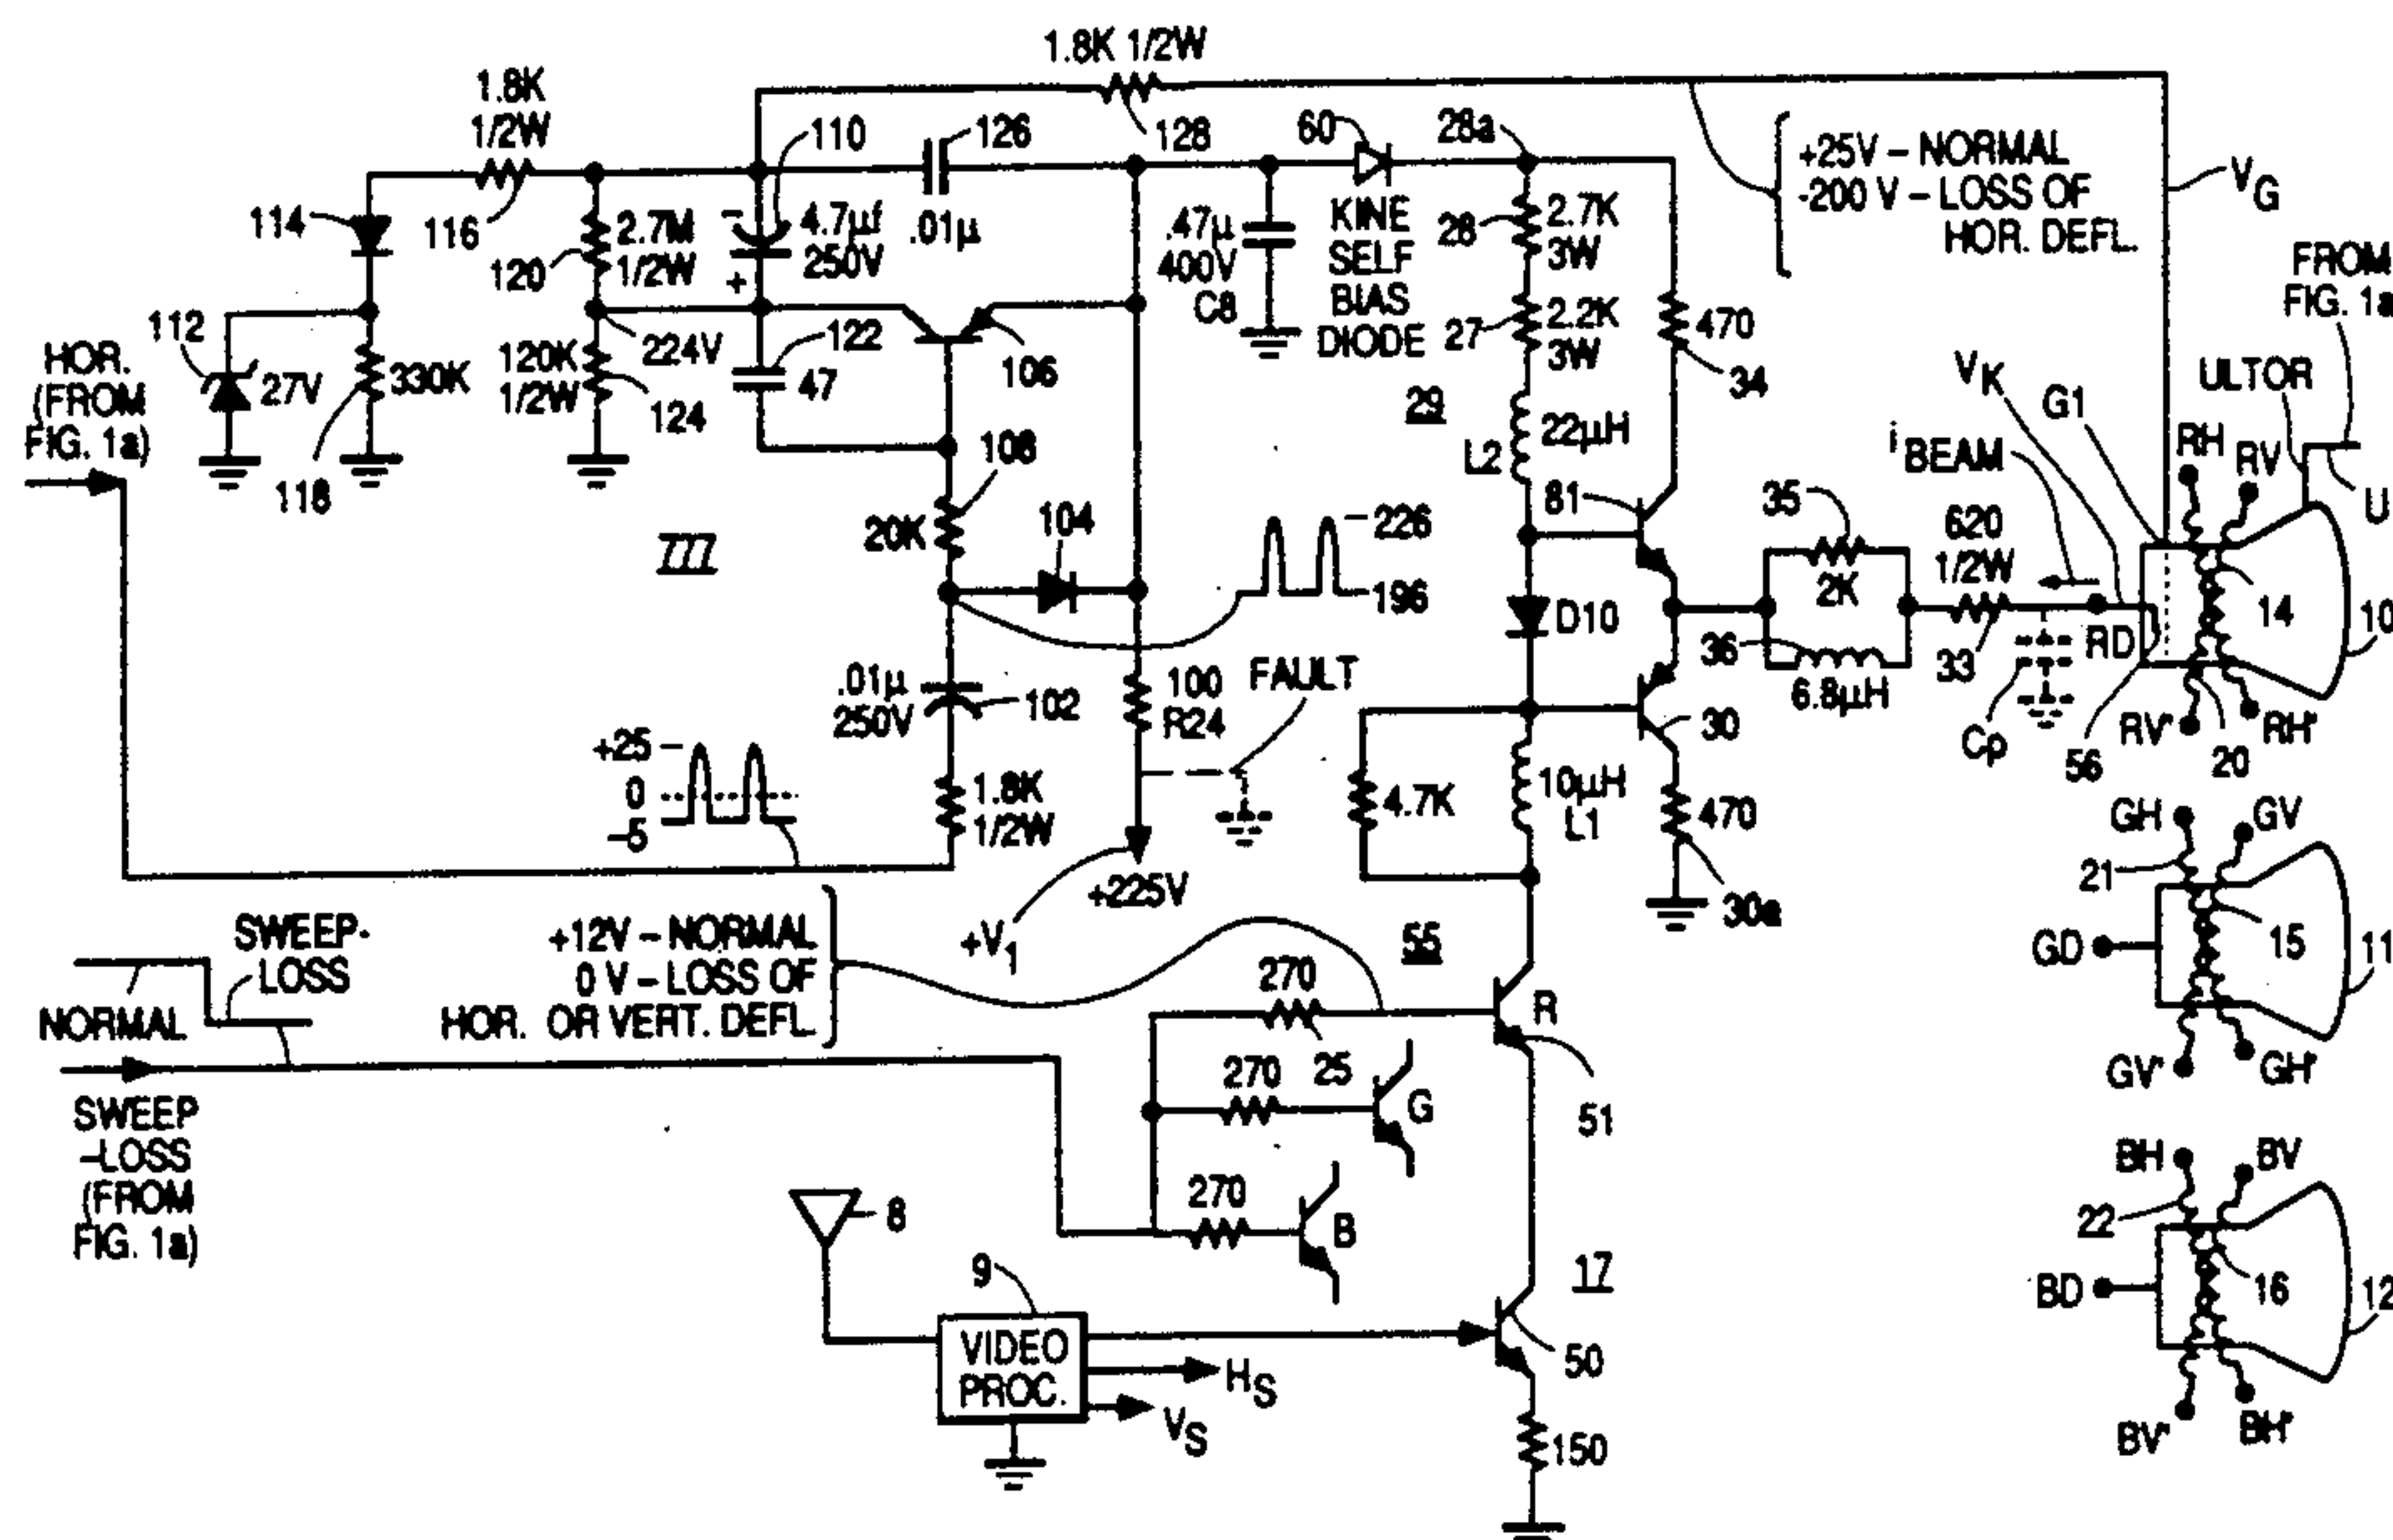 1.8K 1/2W
128
1.8K
1/2W
116
114
110
126
.01µ
60
28a
+25V – NORMAL
-200 V – LOSS OF
HOR. DEFL.
VG
FROM
FIG. 1a
2.7M
1/2W
120
4.7µf
250V
–
+
.47µ
400V
C8
KINE
SELF
BIAS
DIODE
28
2.7K
3W
27
2.2K
3W
470
34
112
27V
118
330K
120K
1/2W
124
224V
122
47
106
29
22µH
L2
HOR.
(FROM
FIG. 1a)
108
20K
104
777
226
196
81
35
2K
36
6.8µH
620
1/2W
33
VK
G1
iBEAM
ULTOR
U
RH
RV
14
10
RD
RV'
20
RH'
56
Cp
D10
.01µ
250V
102
100
R24
FAULT
30
+25
0
–5
1.8K
1/2W
4.7K
10µH
L1
470
30a
+V1
+225V
GH
GV
21
15
11
GD
GV'
GH'
SWEEP-
LOSS
NORMAL
+12V – NORMAL
0 V – LOSS OF
HOR. OR VERT. DEFL.
55
270
25
R
51
270
G
270
B
SWEEP
–LOSS
(FROM
FIG. 1a)
8
9
VIDEO
PROC.
HS
VS
17
50
150
BH
BV
22
16
12
BD
BV'
BH'